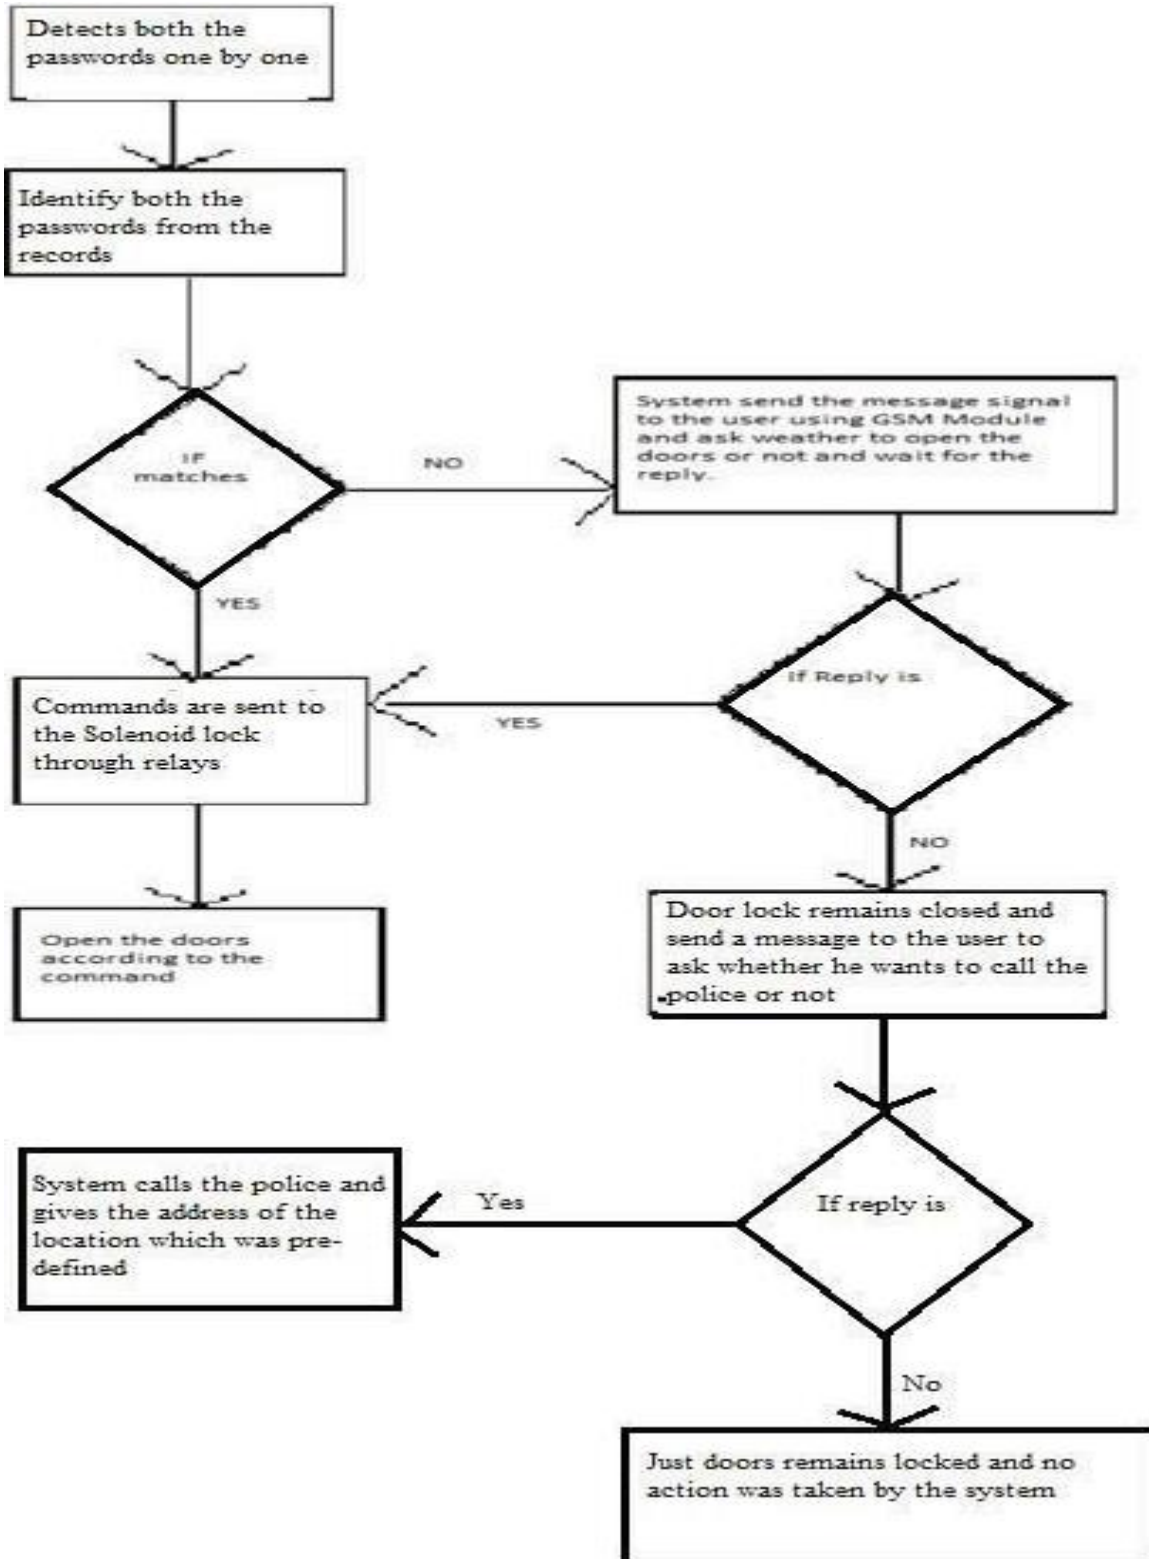 Detects both the
passwords one by one
Identify both the
passwords from the
records
IF
matches
NO
System send the message signal
to the user using GSM Module
and ask weather to open the
doors or not and wait for the
reply.
YES
if Reply is
YES
Commands are sent to
the Solenoid lock
through relays
NO
Open the doors
according to the
command
Door lock remains closed and
send a message to the user to
ask whether he wants to call the
police or not
If reply is
Yes
System calls the police and
gives the address of the
location which was pre-
defined
No
Just doors remains locked and no
action was taken by the system